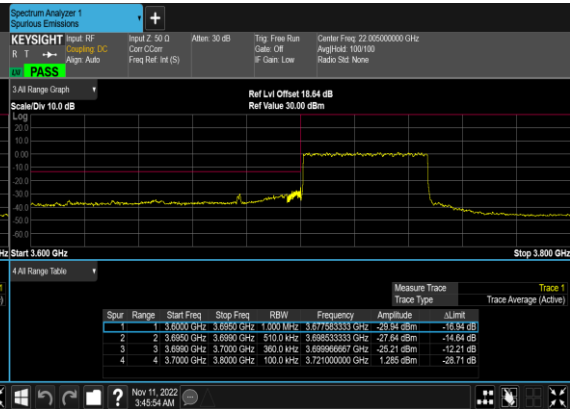 Spectrum Analyzer 1
Spurious Emissions
+
KEYSIGHT Input: RF Input Z: 50 Ω Atten: 30 dB Trig: Free Run Center Freq: 22.005000000 GHz
R T Coupling: DC Corr CCorr Gate: Off Avg|Hold: 100/100
Align: Auto Freq Ref: Int (S) IF Gain: Low Radio Std: None
PASS
3 All Range Graph
Ref Lvl Offset 18.64 dB
Scale/Div 10.0 dB Ref Value 30.00 dBm
Log
20.0
10.0
0.00
-10.0
-20.0
-30.0
-40.0
-50.0
-60.0
Hz Start 3.600 GHz Stop 3.800 GHz
4 All Range Table
Measure Trace Trace 1
Trace Type Trace Average (Active)
Spur Range Start Freq Stop Freq RBW Frequency Amplitude ΔLimit
1 1 3.6000 GHz 3.6950 GHz 1.000 MHz 3.677583333 GHz -29.94 dBm -16.94 dB
2 2 3.6950 GHz 3.6990 GHz 510.0 kHz 3.698533333 GHz -27.64 dBm -14.64 dB
3 3 3.6990 GHz 3.7000 GHz 360.0 kHz 3.699966667 GHz -25.21 dBm -12.21 dB
4 4 3.7000 GHz 3.8000 GHz 100.0 kHz 3.721000000 GHz 1.285 dBm -28.71 dB
? Nov 11, 2022
3:45:54 AM